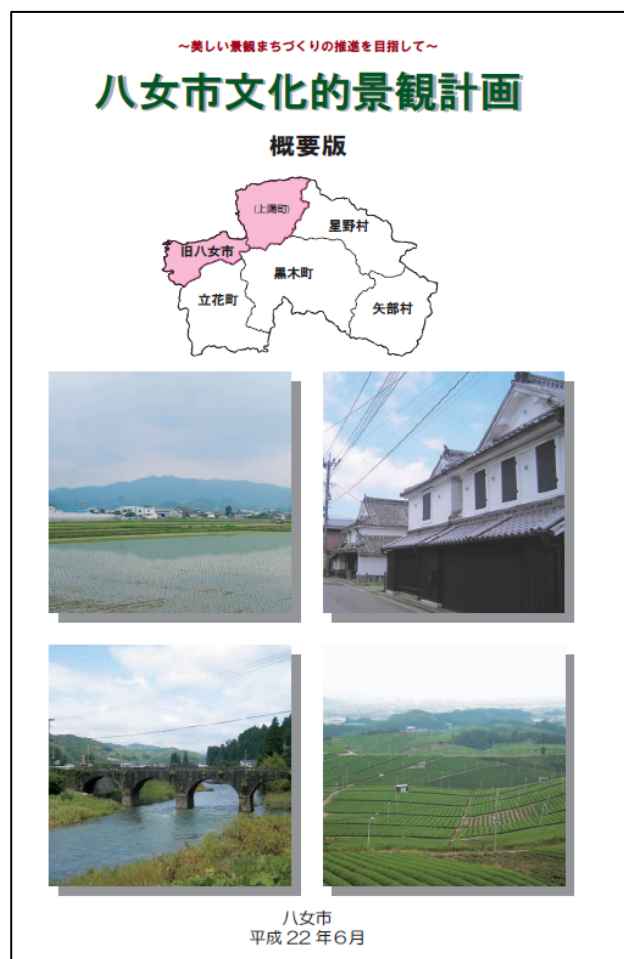 ～美しい景観まちづくりの推進を目指して～
八女市文化的景観計画
概要版
(上陽町)
星野村
旧八女市
黒木町
立花町
矢部村
八女市
平成 22 年6月